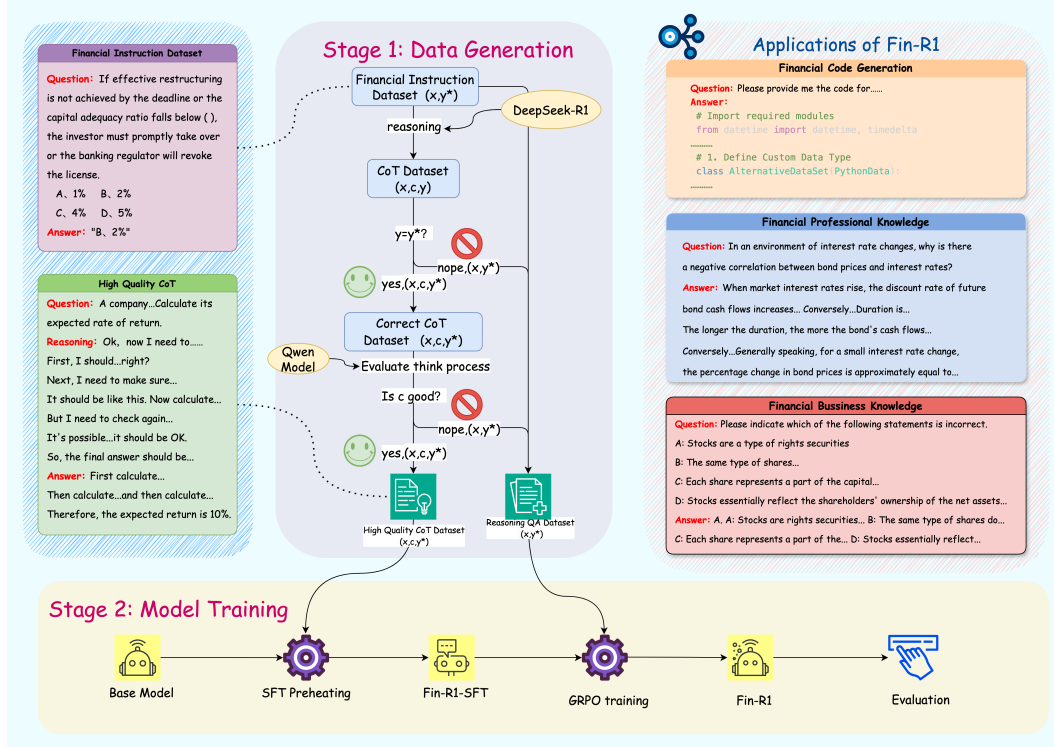 Financial Instruction Dataset
Question: If effective restructuring
is not achieved by the deadline or the
capital adequacy ratio falls below ( ),
the investor must promptly take over
or the banking regulator will revoke
the license.
A、1% B、2%
C、4% D、5%
Answer: "B、2%"
High Quality CoT
Question: A company...Calculate its
expected rate of return.
Reasoning: Ok, now I need to......
First, I should...right?
Next, I need to make sure...
It should be like this. Now calculate...
But I need to check again...
It's possible...it should be OK.
So, the final answer should be...
Answer: First calculate...
Then calculate...and then calculate...
Therefore, the expected return is 10%.
Stage 1: Data Generation
Financial Instruction
Dataset (x,y*)
DeepSeek-R1
reasoning
CoT Dataset
(x,c,y)
y=y*?
nope,(x,y*)
yes,(x,c,y*)
Correct CoT
Dataset (x,c,y*)
Qwen
Model
Evaluate think process
Is c good?
nope,(x,y*)
yes,(x,c,y*)
High Quality CoT Dataset
(x,c,y*)
Reasoning QA Dataset
(x,y*)
Applications of Fin-R1
Financial Code Generation
Question: Please provide me the code for......
Answer:
# Import required modules
from datetime import datetime, timedelta
............
# 1. Define Custom Data Type
class AlternativeDataSet(PythonData):
............
Financial Professional Knowledge
Question: In an environment of interest rate changes, why is there
a negative correlation between bond prices and interest rates?
Answer: When market interest rates rise, the discount rate of future
bond cash flows increases... Conversely...Duration is...
The longer the duration, the more the bond's cash flows...
Conversely...Generally speaking, for a small interest rate change,
the percentage change in bond prices is approximately equal to...
Financial Bussiness Knowledge
Question: Please indicate which of the following statements is incorrect.
A: Stocks are a type of rights securities
B: The same type of shares...
C: Each share represents a part of the capital...
D: Stocks essentially reflect the shareholders' ownership of the net assets...
Answer: A. A: Stocks are rights securities... B: The same type of shares do...
C: Each share represents a part of the... D: Stocks essentially reflect...
Stage 2: Model Training
Base Model
SFT Preheating
Fin-R1-SFT
GRPO training
Fin-R1
Evaluation